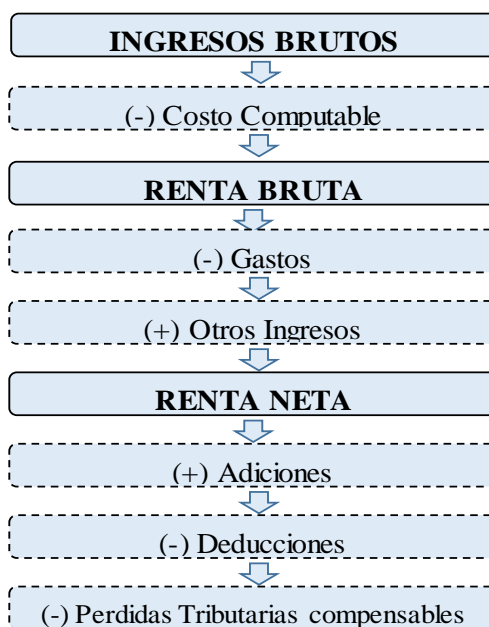 INGRESOS BRUTOS
(-) Costo Computable
RENTA BRUTA
(-) Gastos
(+) Otros Ingresos
RENTA NETA
(+) Adiciones
(-) Deducciones
(-) Perdidas Tributarias compensables